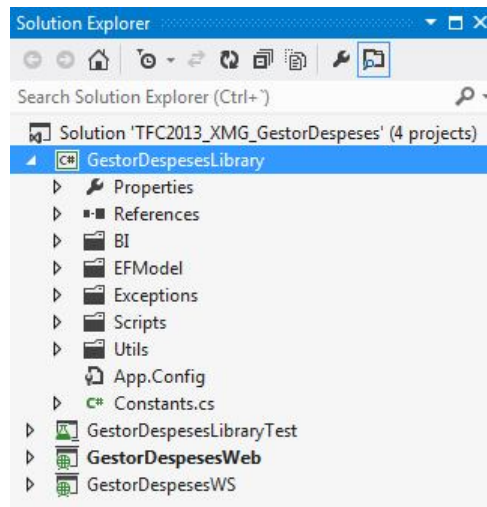 Solution Explorer
Search Solution Explorer (Ctrl+`)
Solution 'TFC2013_XMG_GestorDespeses' (4 projects)
C# GestorDespesesLibrary
Properties
References
BI
EFModel
Exceptions
Scripts
Utils
App.Config
C# Constants.cs
GestorDespesesLibraryTest
GestorDespesesWeb
GestorDespesesWS